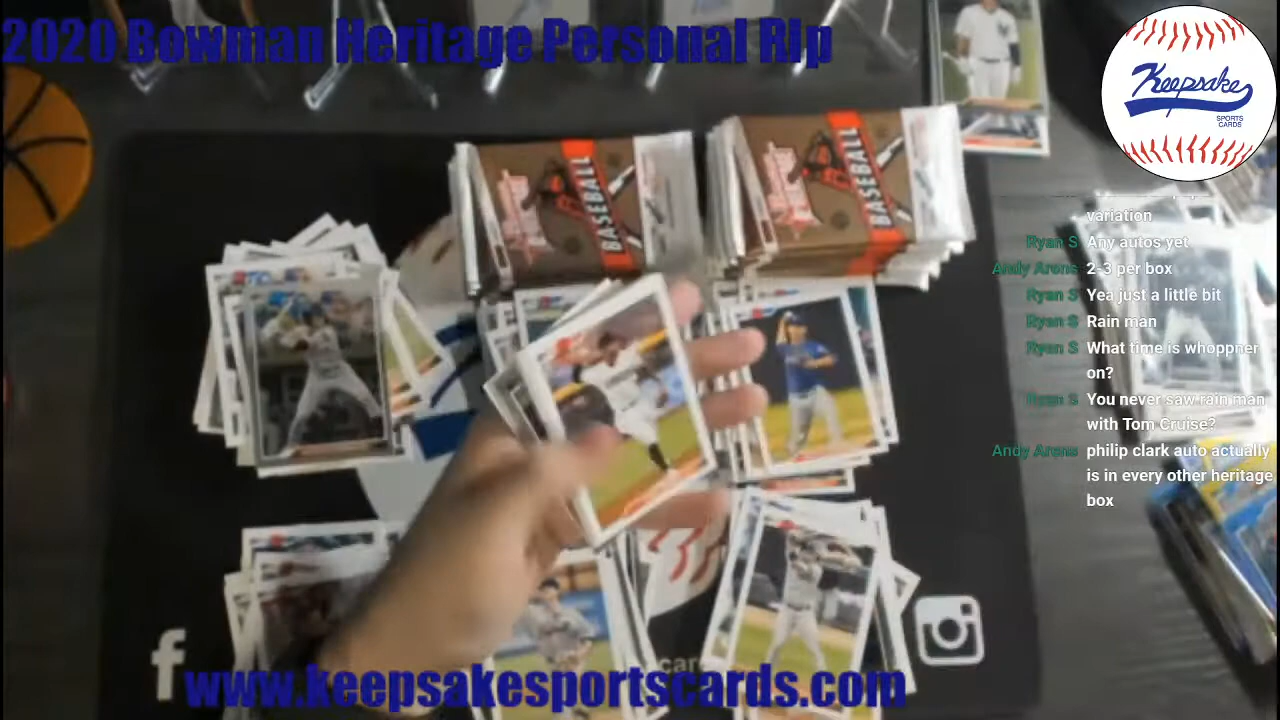 2020 Bowman Heritage Personal Rip
Keepsake
SPORTS
CARDS
BASEBALL
BASEBALL
variation
Ryan S Any autos yet
Andy Arens 2-3 per box
Ryan S Yea just a little bit
Ryan S Rain man
Ryan S What time is whoppner
on?
Ryan S You never saw rain man
with Tom Cruise?
Andy Arens philip clark auto actually
is in every other heritage
box
f
www.keepsakesportscards.com